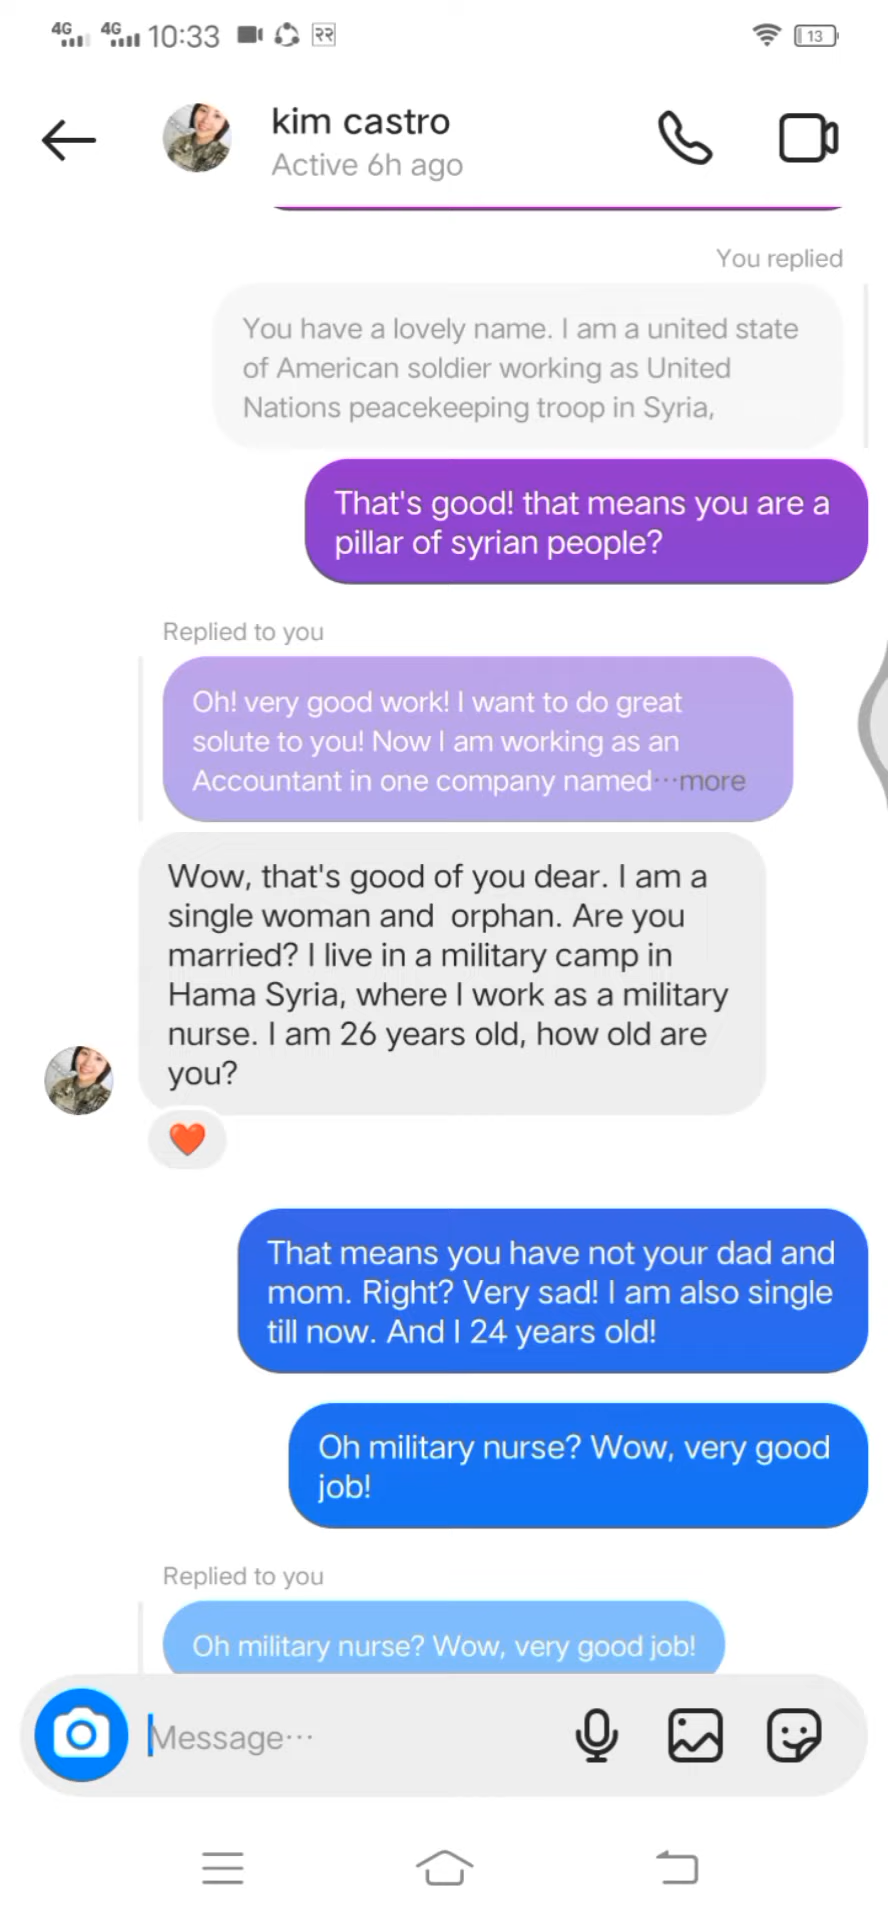 4G 4G 10:33 २२ 13
kim castro
Active 6h ago
You replied
You have a lovely name. I am a united state
of American soldier working as United
Nations peacekeeping troop in Syria,
That's good! that means you are a
pillar of syrian people?
Replied to you
Oh! very good work! I want to do great
solute to you! Now I am working as an
Accountant in one company named···more
Wow, that's good of you dear. I am a
single woman and  orphan. Are you
married? I live in a military camp in
Hama Syria, where I work as a military
nurse. I am 26 years old, how old are
you?
That means you have not your dad and
mom. Right? Very sad! I am also single
till now. And I 24 years old!
Oh military nurse? Wow, very good
job!
Replied to you
Oh military nurse? Wow, very good job!
Message···